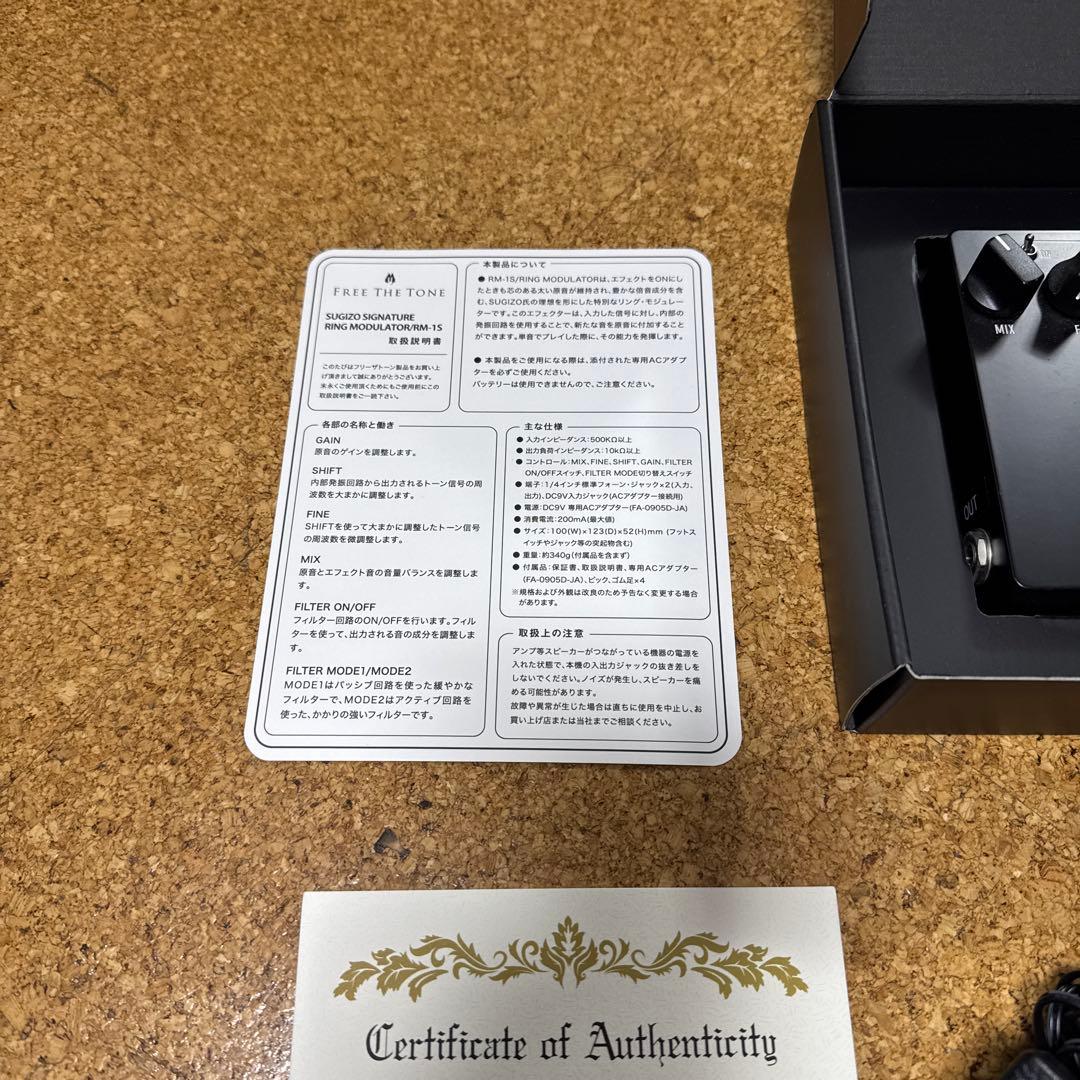 FREE THE TONE
SUGIZO SIGNATURE
RING MODULATOR/RM-1S
取扱説明書
このたびはフリーザトーン製品をお買い上
げ頂きまして誠にありがとうございます。
末永くご使用頂くためにもご使用前にこの
取扱説明書をご一読下さい。
本製品について
● RM-1S/RING MODULATORは、エフェクトをONにし
たときも芯のある太い原音が維持され、豊かな倍音成分を含
む、SUGIZO氏の理想を形にした特別なリング・モジュレー
ターです。このエフェクターは、入力した信号に対し、内部の
発振回路を使用することで、新たな音を原音に付加すること
ができます。単音でプレイした際に、その能力を発揮します。
● 本製品をご使用になる際は、添付された専用ACアダプ
ターを必ずご使用ください。
バッテリーは使用できませんので、ご注意ください。
各部の名称と働き
GAIN
原音のゲインを調整します。
SHIFT
内部発振回路から出力されるトーン信号の周
波数を大まかに調整します。
FINE
SHIFTを使って大まかに調整したトーン信号
の周波数を微調整します。
MIX
原音とエフェクト音の音量バランスを調整しま
す。
FILTER ON/OFF
フィルター回路のON/OFFを行います。フィル
ターを使って、出力される音の成分を調整しま
す。
FILTER MODE1/MODE2
MODE1はパッシブ回路を使った緩やかな
フィルターで、MODE2はアクティブ回路を
使った、かかりの強いフィルターです。
主な仕様
● 入力インピーダンス:500KΩ以上
● 出力負荷インピーダンス:10kΩ以上
● コントロール:MIX、FINE、SHIFT、GAIN、FILTER
ON/OFFスイッチ、FILTER MODE切り替えスイッチ
● 端子:1/4インチ標準フォーン・ジャック×2(入力、
出力)、DC9V入力ジャック(ACアダプター接続用)
● 電源:DC9V 専用ACアダプター(FA-0905D-JA)
● 消費電流:200mA(最大値)
● サイズ:100(W)×123(D)×52(H)mm (フットス
イッチやジャック等の突起物含む)
● 重量:約340g(付属品を含まず)
● 付属品:保証書、取扱説明書、専用ACアダプター
(FA-0905D-JA)、ピック、ゴム足×4
※規格および外観は改良のため予告なく変更する場合
があります。
取扱上の注意
アンプ等スピーカーがつながっている機器の電源を
入れた状態で、本機の入出力ジャックの抜き差しを
しないでください。ノイズが発生し、スピーカーを痛
める可能性があります。
故障や異常が生じた場合は直ちに使用を中止し、お
買い上げ店または当社までご相談ください。
MIX
OUT
Certificate of Authenticity